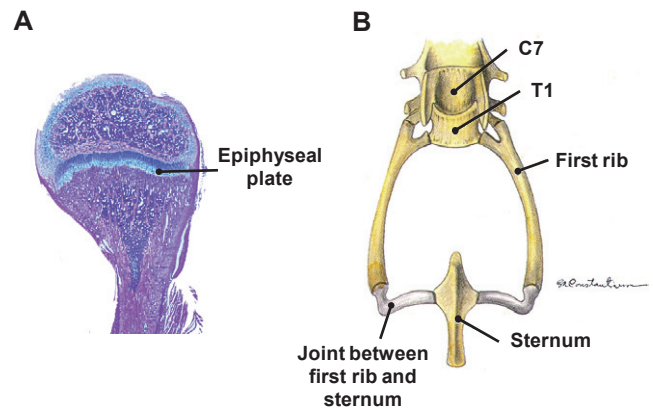 A
Epiphyseal
plate
B
C7
T1
First rib
Sternum
Joint between
first rib and
sternum